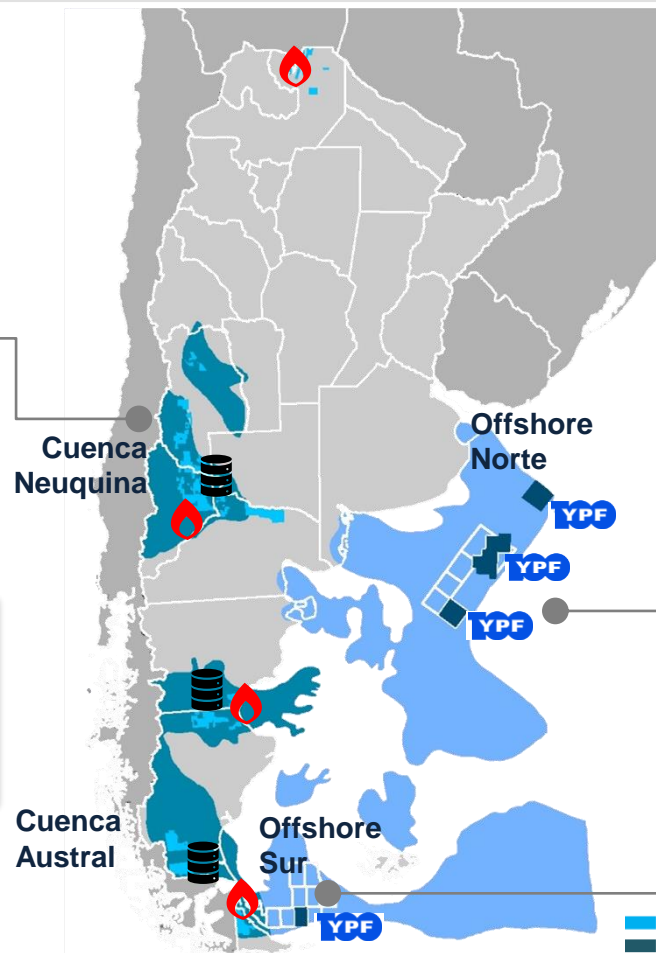 Offshore
Norte
Cuenca
Neuquina
YPF
YPF
YPF
Cuenca
Austral
Offshore
Sur
YPF